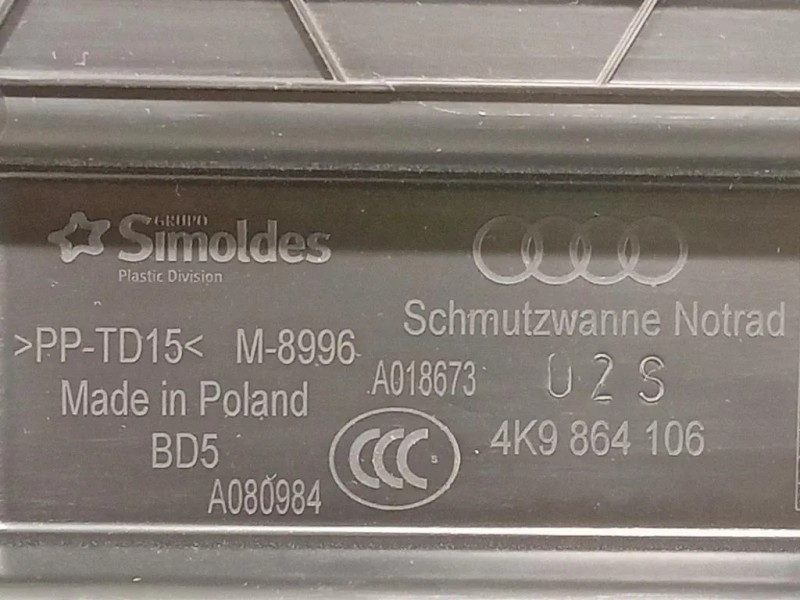 GRUPO
Simoldes
Plastic Division
Schmutzwanne Notrad
>PP-TD15< M-8996
A018673 U2S
Made in Poland
4K9 864 106
BD5
CCC S
A080984